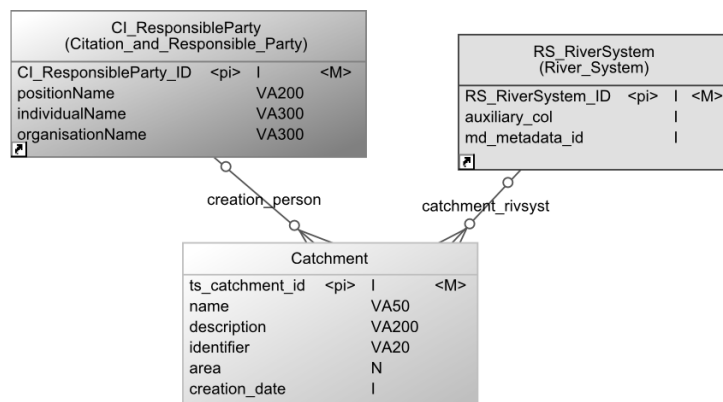 CI_ResponsibleParty
(Citation_and_Responsible_Party)
CI_ResponsibleParty_ID <pi> I <M>
positionName VA200
individualName VA300
organisationName VA300
RS_RiverSystem
(River_System)
RS_RiverSystem_ID <pi> I <M>
auxiliary_col I
md_metadata_id I
creation_person
catchment_rivsyst
Catchment
ts_catchment_id <pi> I <M>
name VA50
description VA200
identifier VA20
area N
creation_date I